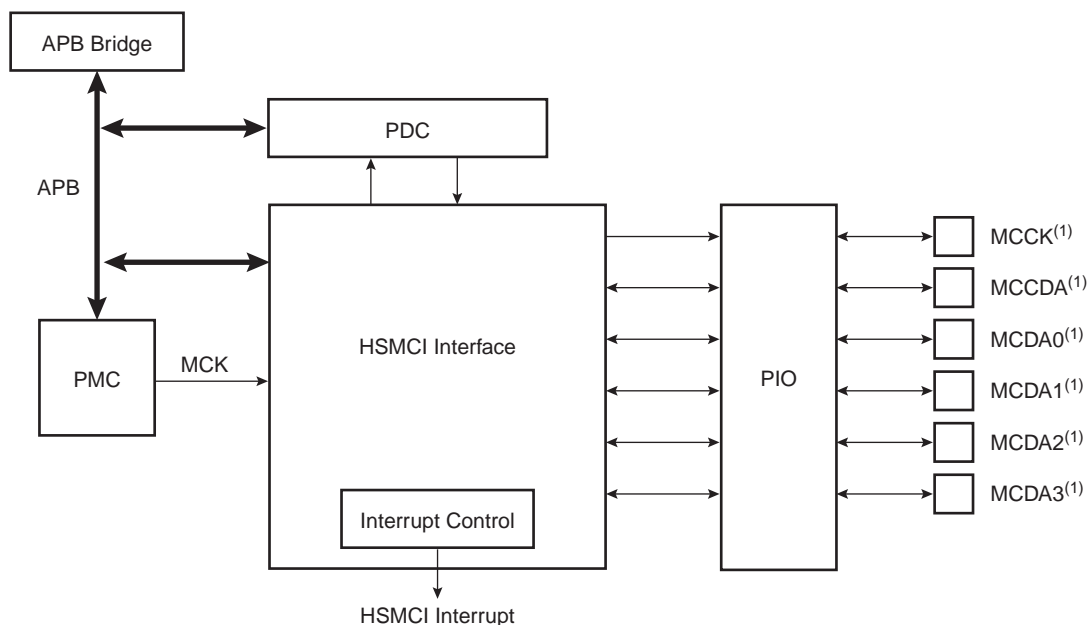 APB Bridge
PDC
APB
MCCK(1)
MCCDA(1)
HSMCI Interface
MCDA0(1)
PMC
MCK
PIO
MCDA1(1)
MCDA2(1)
MCDA3(1)
Interrupt Control
HSMCI Interrupt